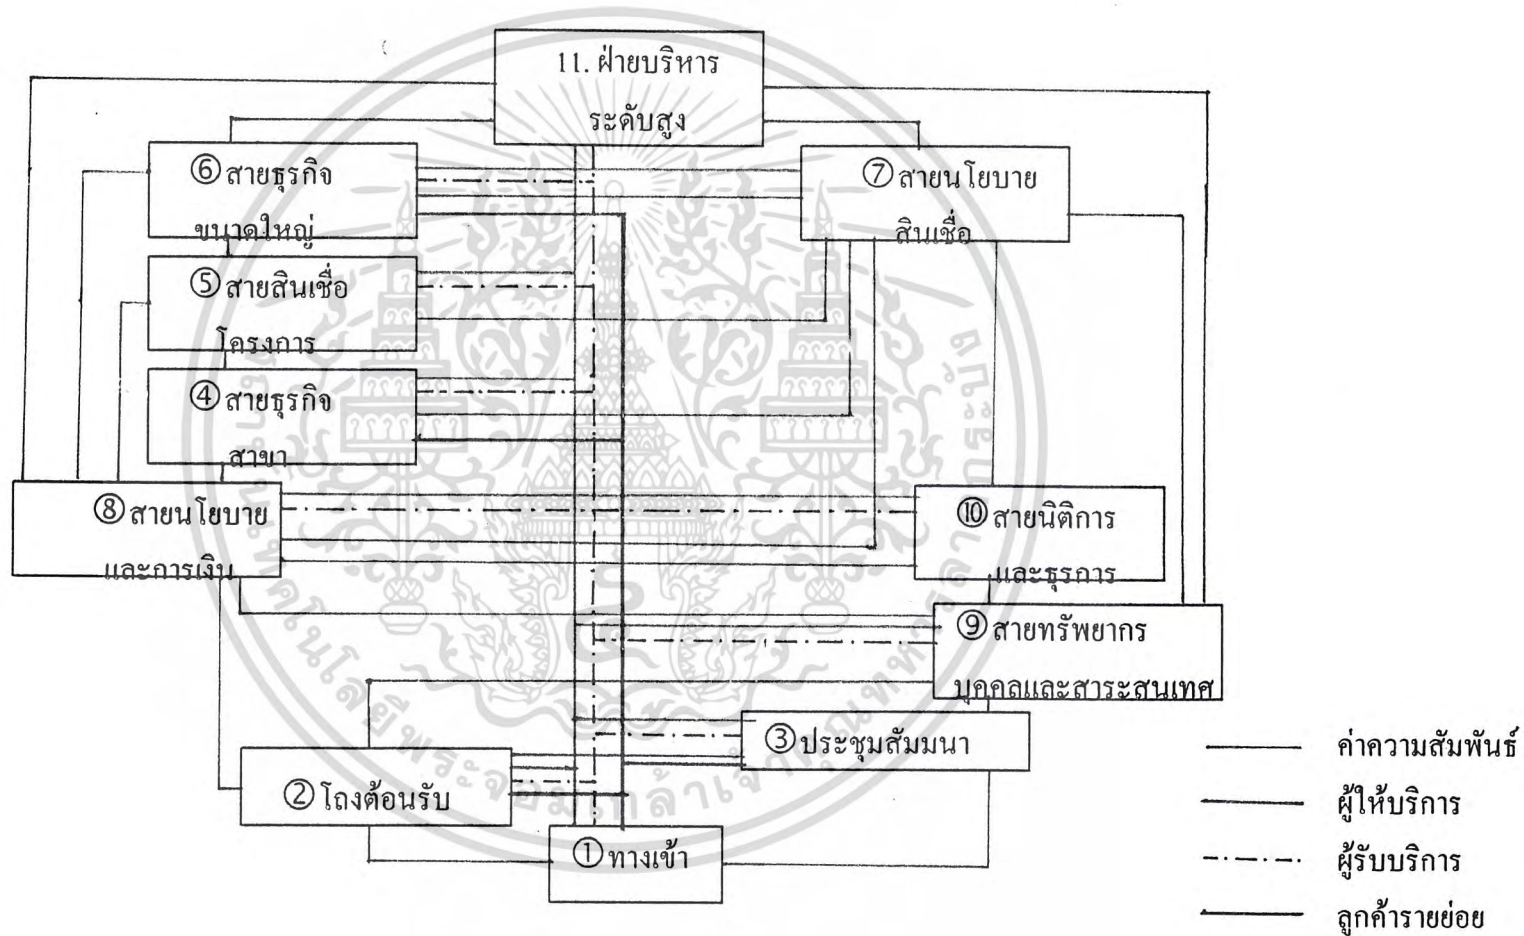 11. ฝ่ายบริหาร
ระดับสูง
⑥ สายธุรกิจ
ขนาดใหญ่
⑦ สายนโยบาย
สินเชื่อ
⑤ สายสินเชื่อ
โครงการ
④ สายธุรกิจ
สาขา
⑧ สายนโยบาย
และการเงิน
⑩ สายนิติการ
และธุรการ
⑨ สายทรัพยากร
บุคคลและสาระสนเทศ
③ ประชุมสัมมนา
② โถงต้อนรับ
① ทางเข้า
ค่าความสัมพันธ์
ผู้ให้บริการ
ผู้รับบริการ
ลูกค้ารายย่อย